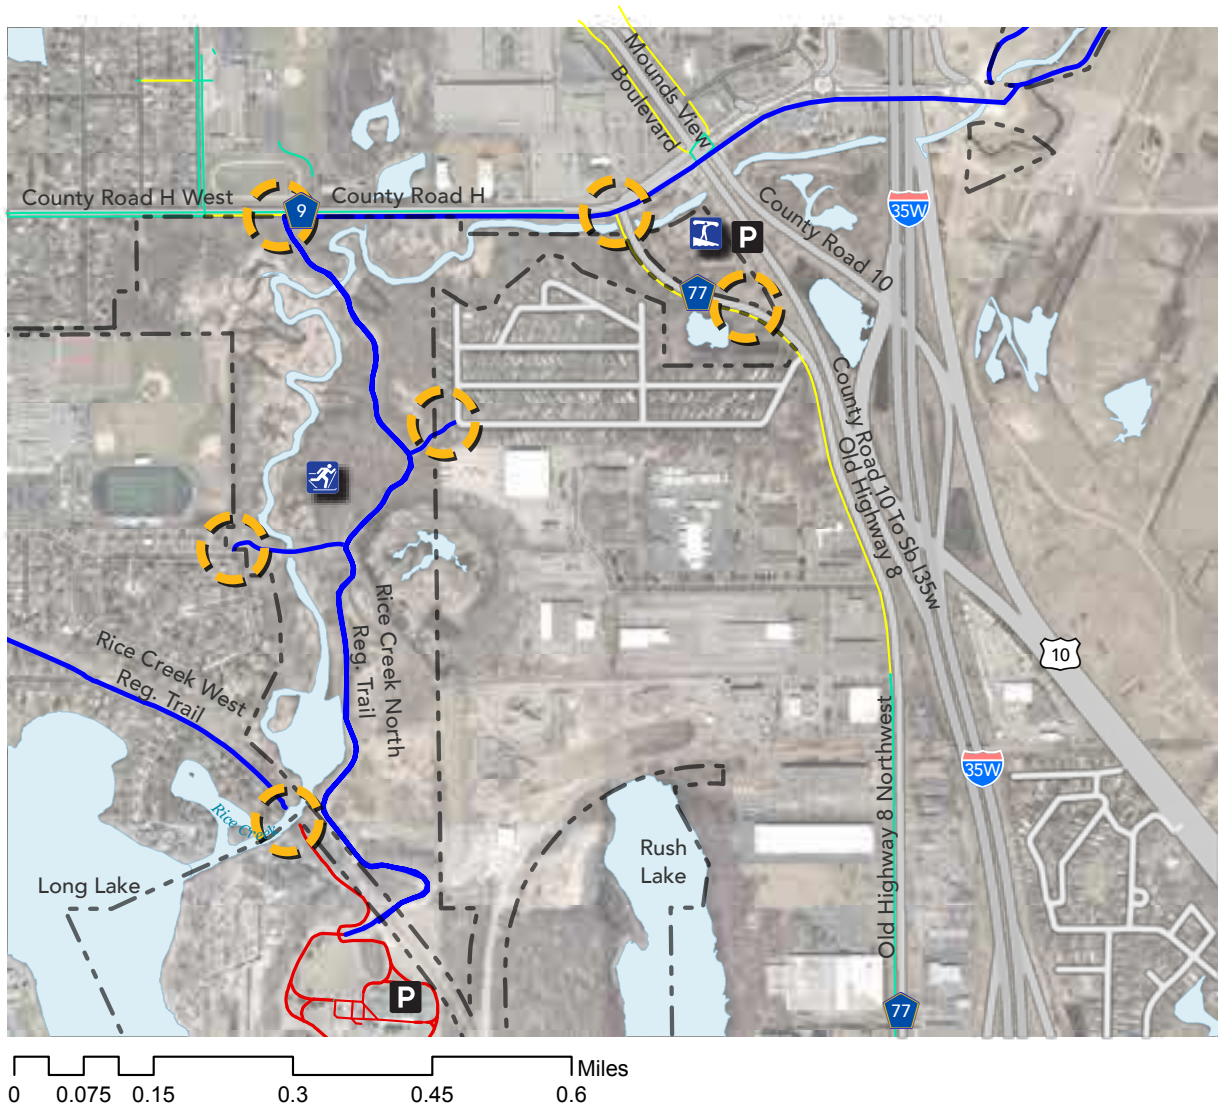 Mounds View
Boulevard
County Road H West
County Road H
9
35W
P
County Road 10
77
County Road 10 To Sb I35w
Old Highway 8
Rice Creek North
Reg. Trail
Rice Creek West
Reg. Trail
10
35W
Rice Creek
Old Highway 8 Northwest
Rush
Lake
Long Lake
P
77
Miles
0 0.075 0.15 0.3 0.45 0.6